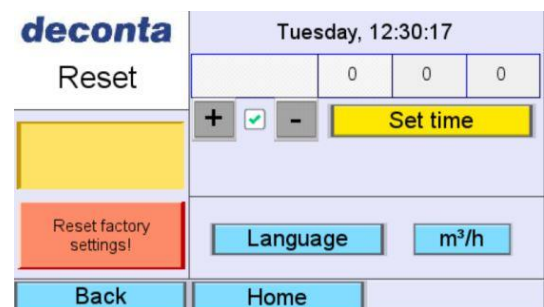 deconta
Reset
Tuesday, 12:30:17
0 0 0
+ - Set time
Reset factory
settings!
Language
m³/h
Back
Home